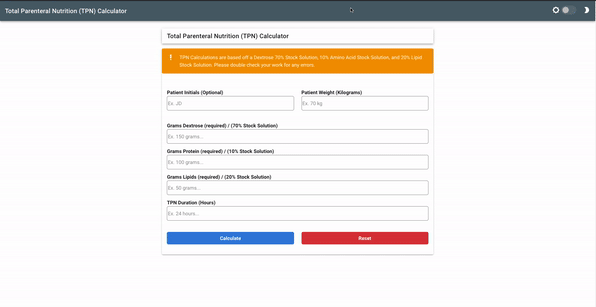 Total Parenteral Nutrition (TPN) Calculator
Total Parenteral Nutrition (TPN) Calculator
! TPN Calculations are based off a Dextrose 70% Stock Solution, 10% Amino Acid Stock Solution, and 20% Lipid
Stock Solution. Please double check your work for any errors.
Patient Initials (Optional) Patient Weight (Kilograms)
Ex. JD Ex. 70 kg
Grams Dextrose (required) / (70% Stock Solution)
Ex. 150 grams...
Grams Protein (required) / (10% Stock Solution)
Ex. 100 grams...
Grams Lipids (required) / (20% Stock Solution)
Ex. 50 grams...
TPN Duration (Hours)
Ex. 24 hours...
Calculate Reset